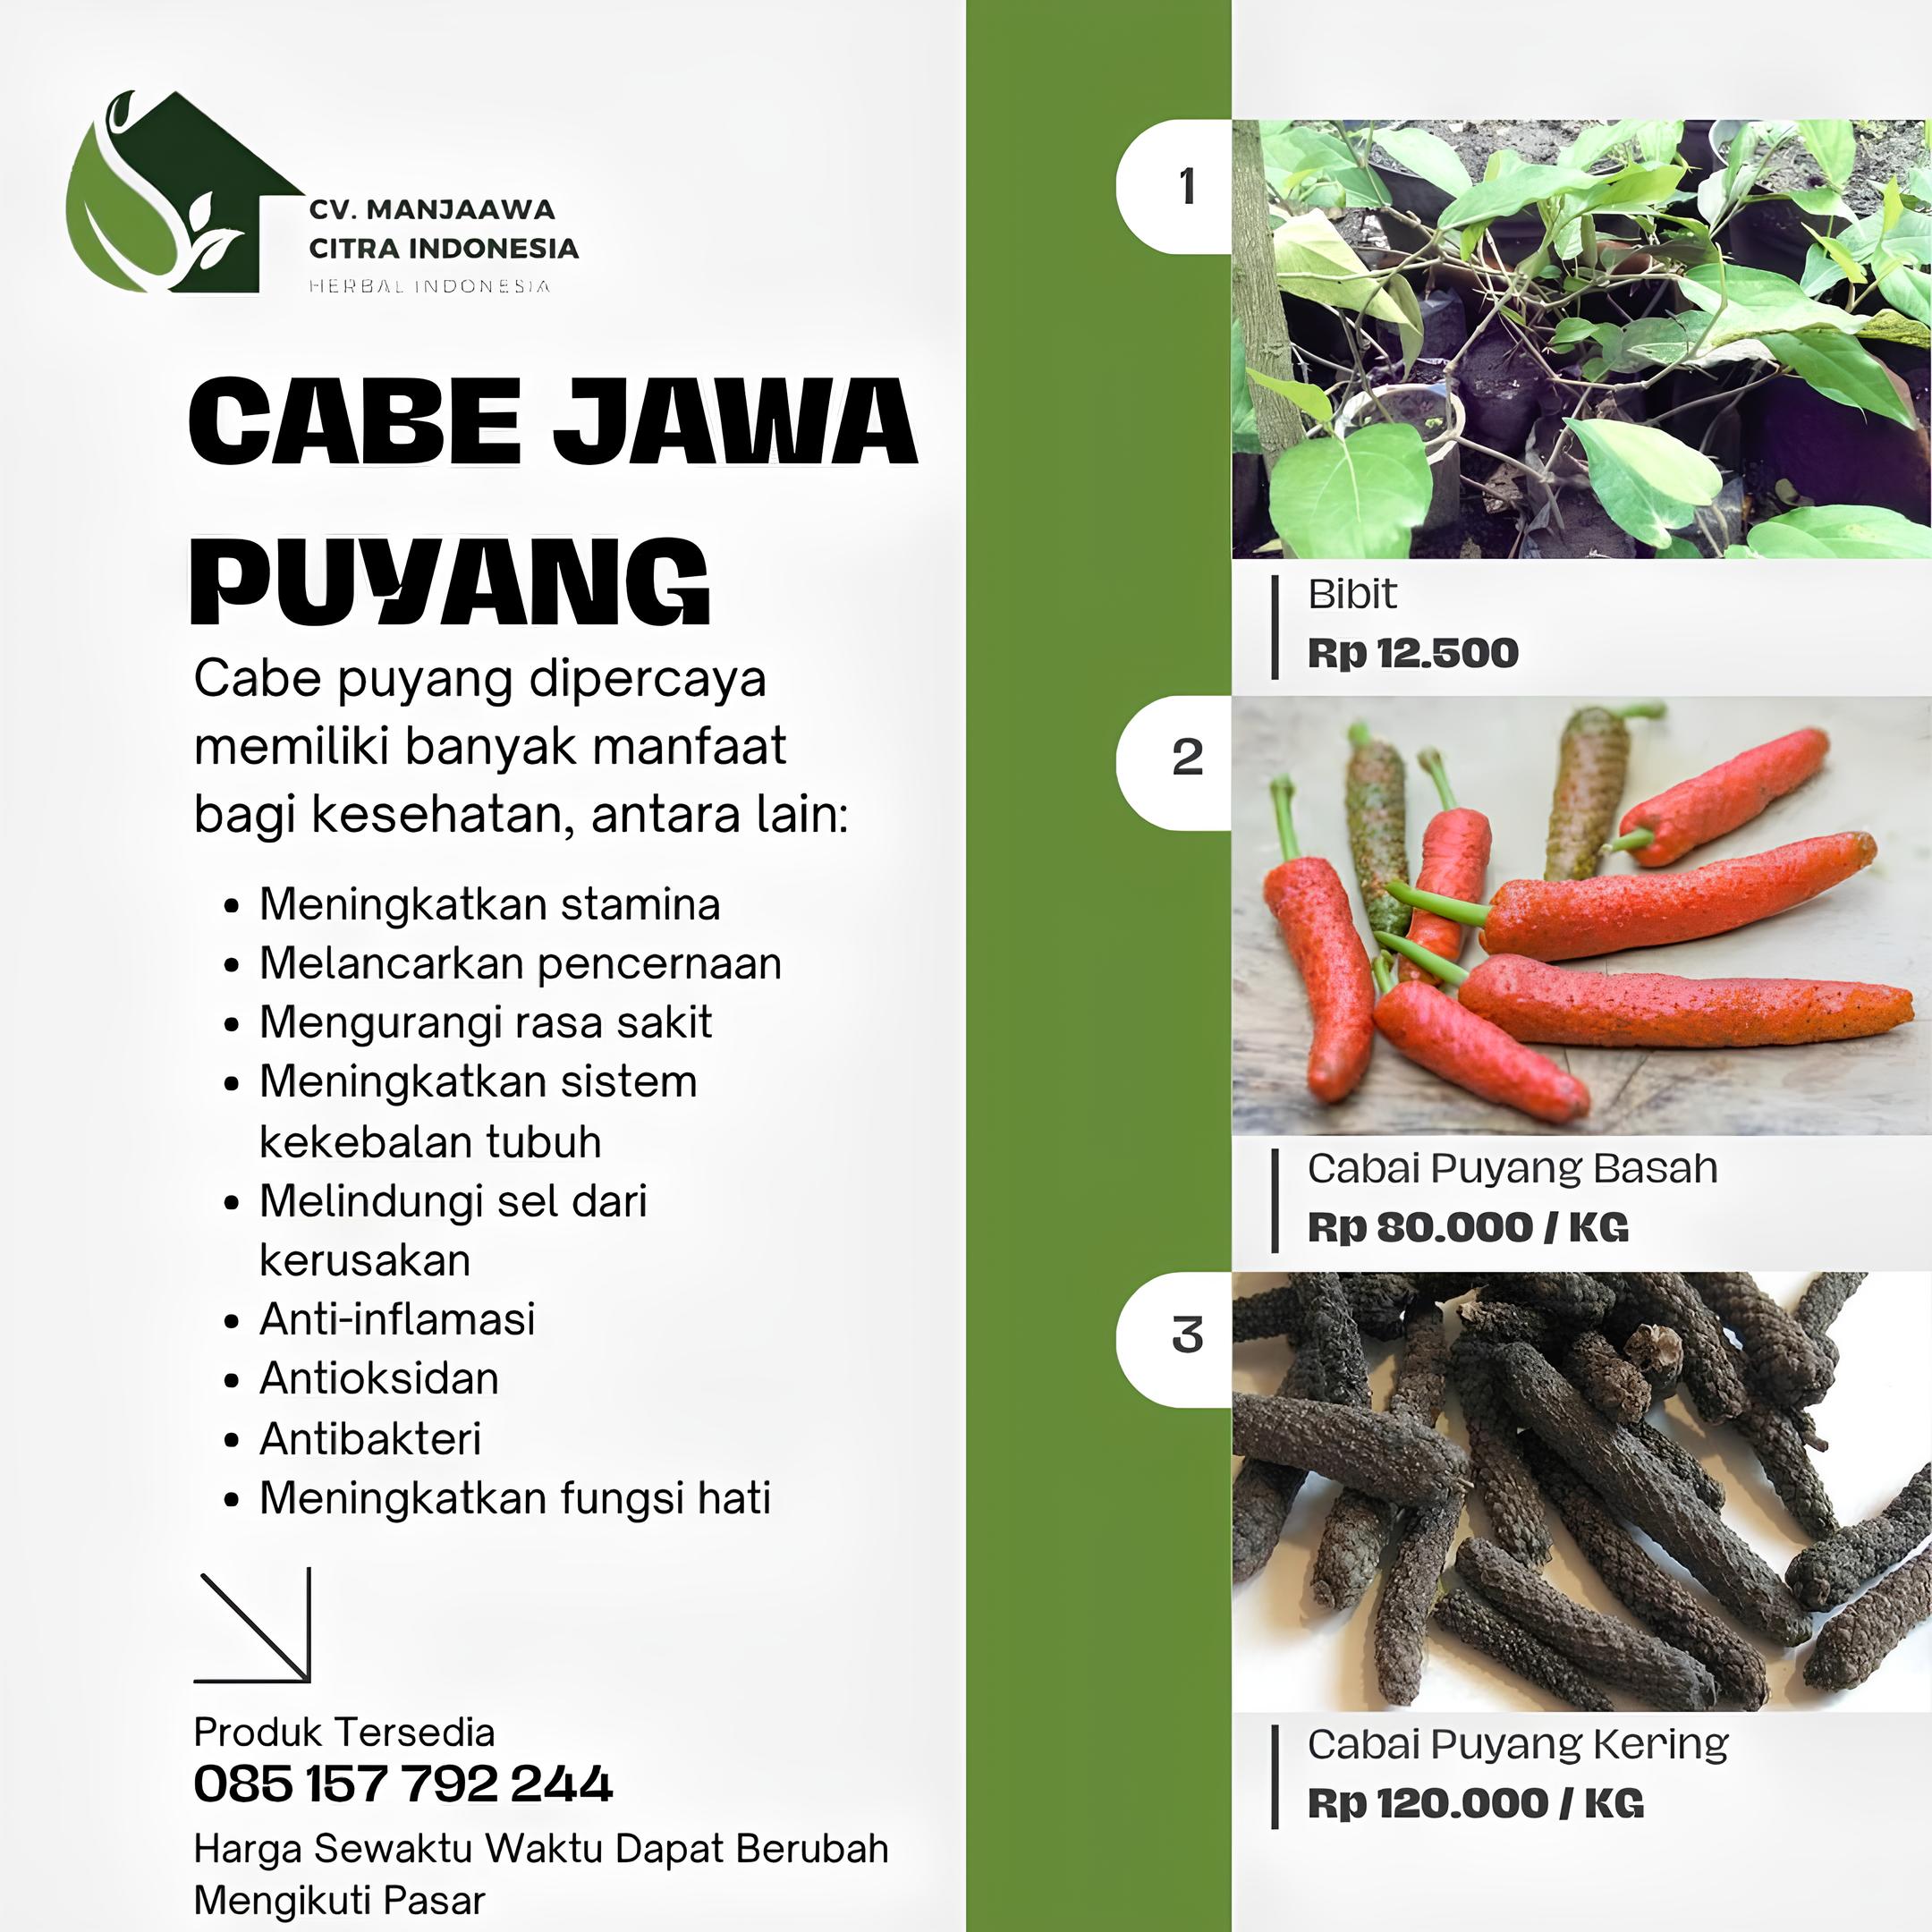 CV. MANJAAWA
CITRA INDONESIA
HERBAL INDONESIA
CABE JAWA
PUYANG
Cabe puyang dipercaya
memiliki banyak manfaat
bagi kesehatan, antara lain:
• Meningkatkan stamina
• Melancarkan pencernaan
• Mengurangi rasa sakit
• Meningkatkan sistem
kekebalan tubuh
• Melindungi sel dari
kerusakan
• Anti-inflamasi
• Antioksidan
• Antibakteri
• Meningkatkan fungsi hati
Produk Tersedia
085 157 792 244
Harga Sewaktu Waktu Dapat Berubah
Mengikuti Pasar
1
Bibit
Rp 12.500
2
Cabai Puyang Basah
Rp 80.000 / KG
3
Cabai Puyang Kering
Rp 120.000 / KG